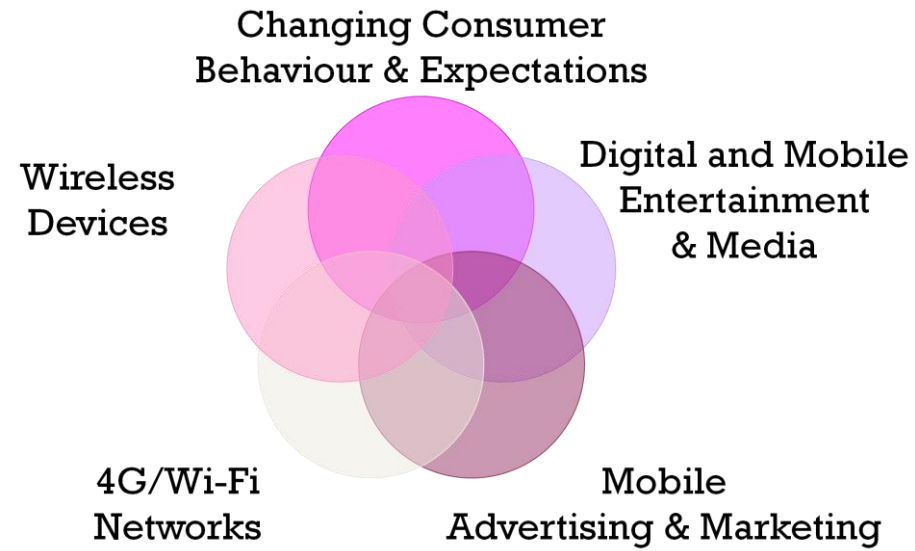 Changing Consumer
Behaviour & Expectations
Wireless
Devices
Digital and Mobile
Entertainment
& Media
4G/Wi-Fi
Networks
Mobile
Advertising & Marketing